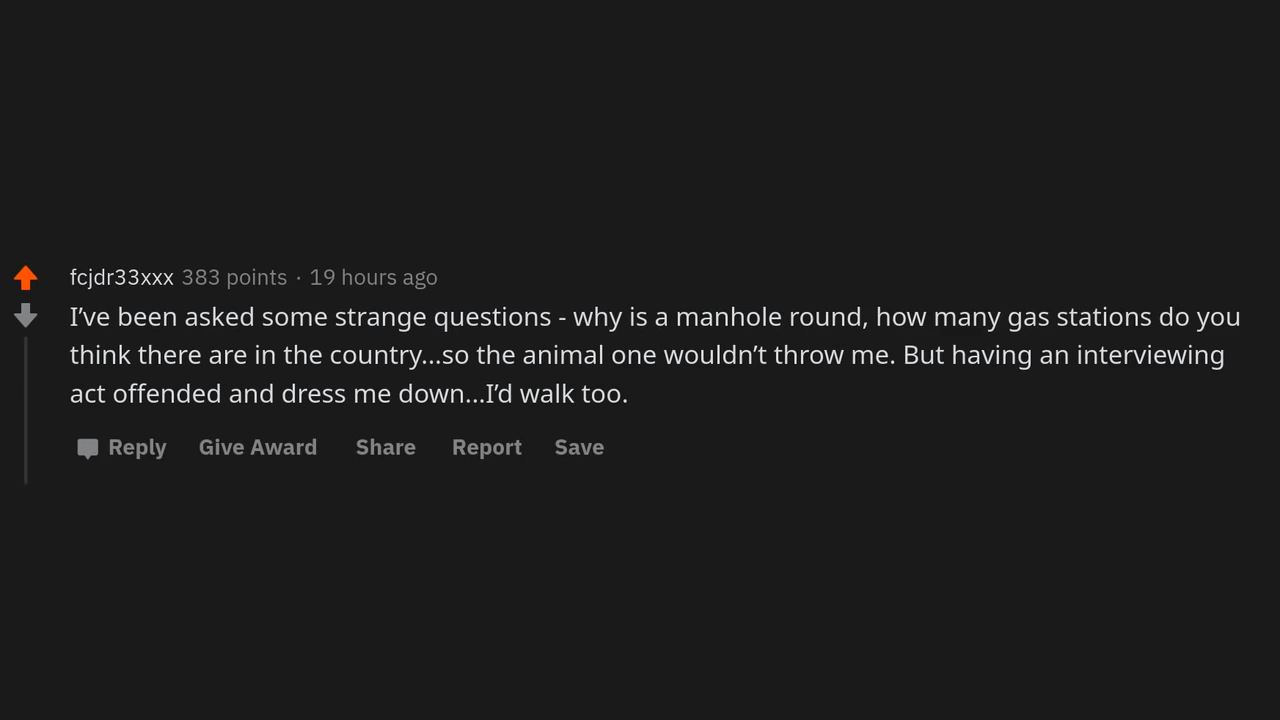 fcjdr33xxx 383 points · 19 hours ago
I’ve been asked some strange questions - why is a manhole round, how many gas stations do you
think there are in the country...so the animal one wouldn’t throw me. But having an interviewing
act offended and dress me down...I’d walk too.
Reply Give Award Share Report Save